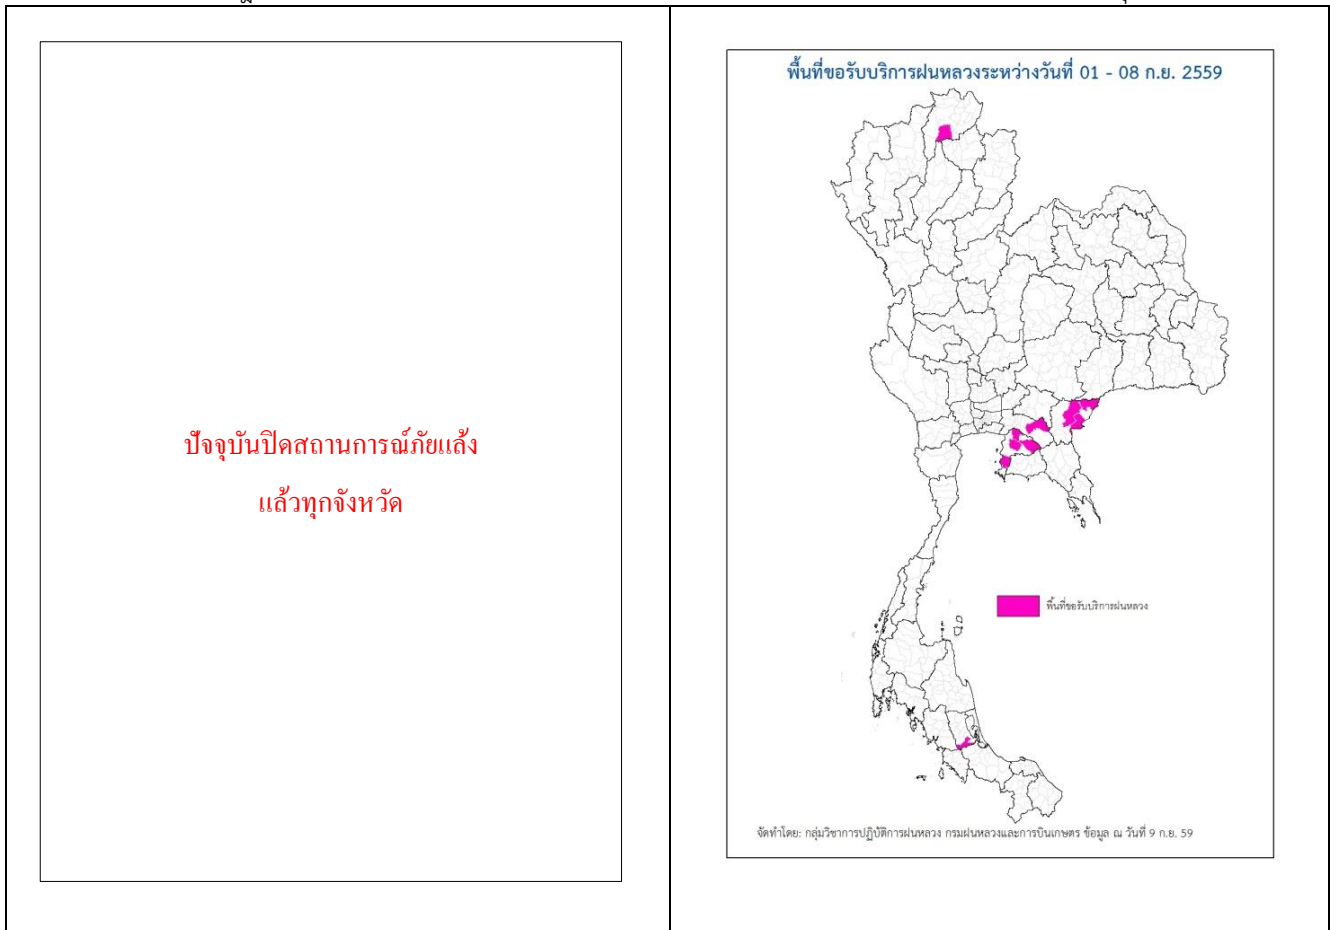 ปัจจุบันปิดสถานการณ์ภัยแล้ง
แล้วทุกจังหวัด
พื้นที่ขอรับบริการฝนหลวงระหว่างวันที่ 01 - 08 ก.ย. 2559
พื้นที่ขอรับบริการฝนหลวง
จัดทำโดย: กลุ่มวิชาการปฏิบัติการฝนหลวง กรมฝนหลวงและการบินเกษตร ข้อมูล ณ วันที่ 9 ก.ย. 59